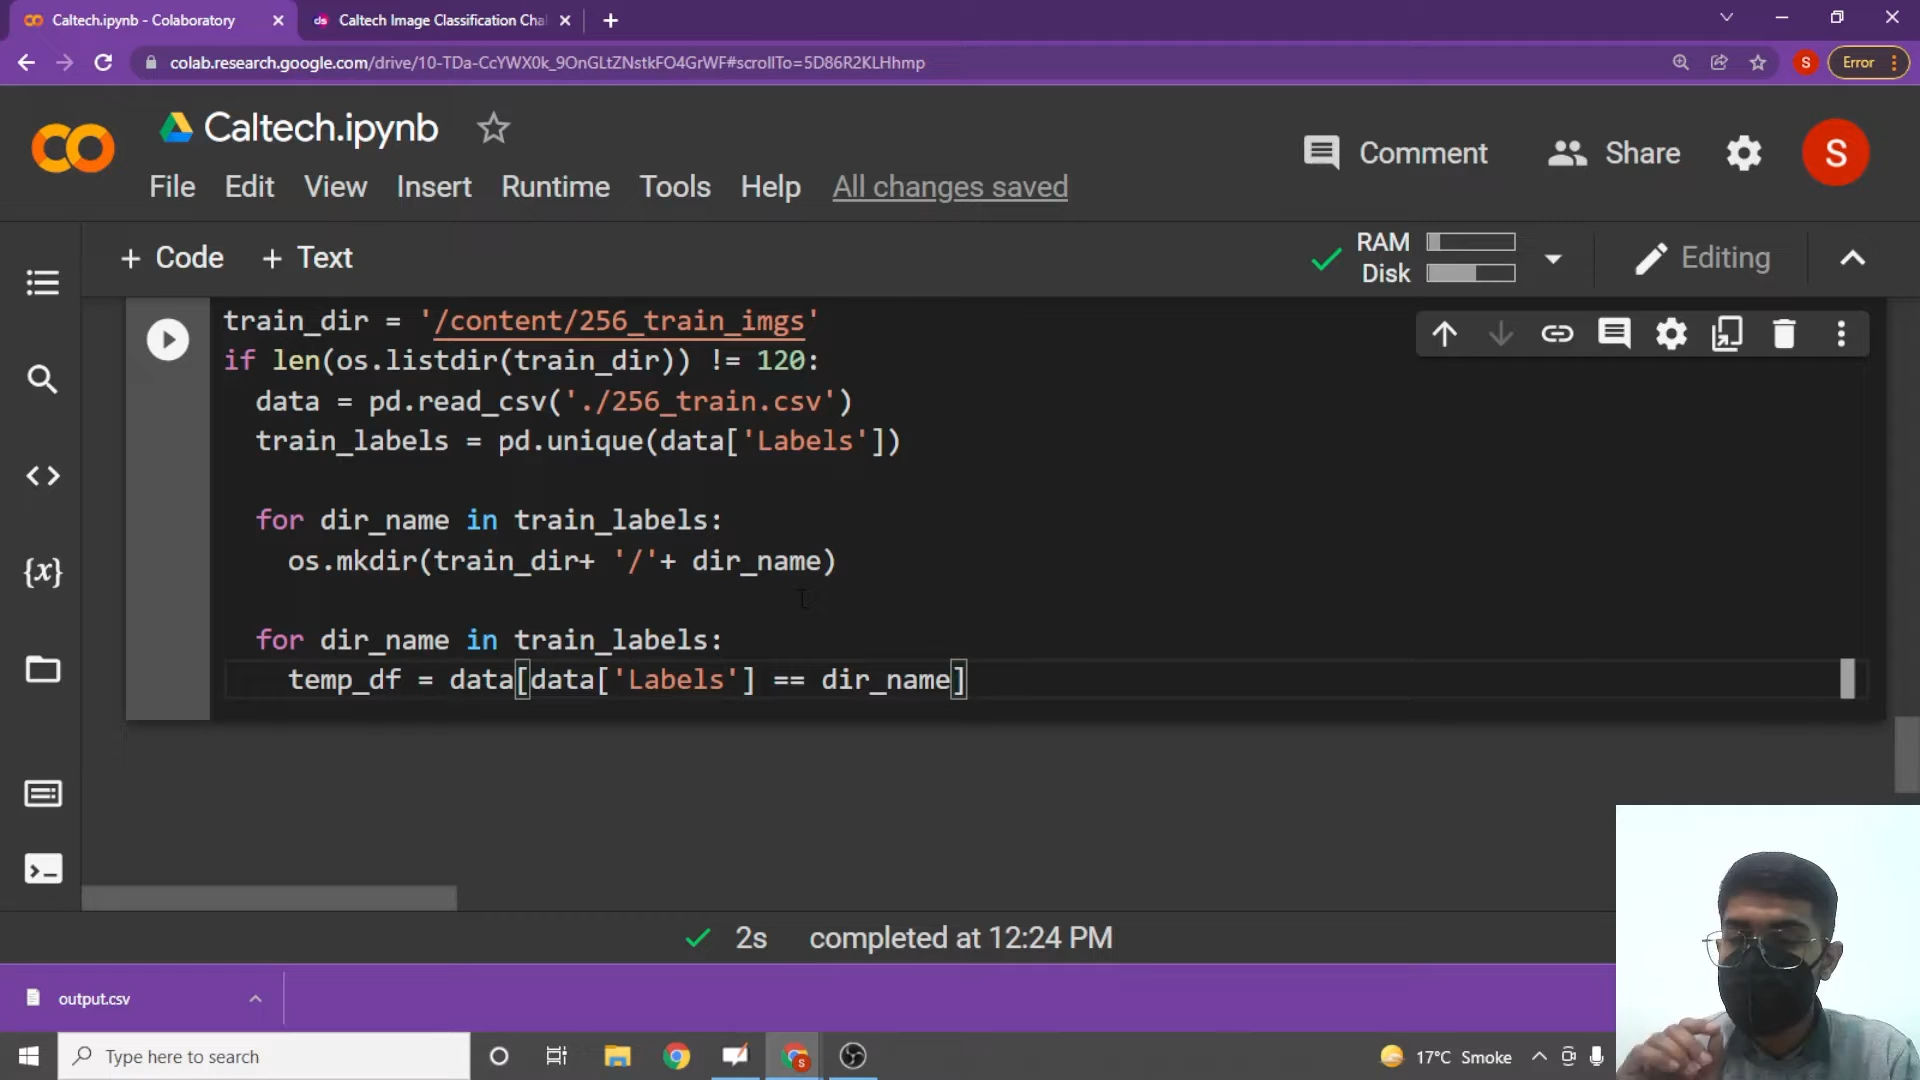 Caltech.ipynb - Colaboratory
Caltech Image Classification Cha
colab.research.google.com/drive/10-TDa-CcYWX0k_9OnGLtZNstkFO4GrWF#scrollTo=5D86R2KLHhmp
S
Error
Caltech.ipynb
Comment
Share
S
File Edit View Insert Runtime Tools Help All changes saved
+ Code + Text
RAM
Disk
Editing
train_dir = '/content/256_train_imgs'
if len(os.listdir(train_dir)) != 120:
data = pd.read_csv('./256_train.csv')
train_labels = pd.unique(data['Labels'])
for dir_name in train_labels:
os.mkdir(train_dir+ '/'+ dir_name)
for dir_name in train_labels:
temp_df = data[data['Labels'] == dir_name]
{x}
2s completed at 12:24 PM
output.csv
Type here to search
17°C Smoke